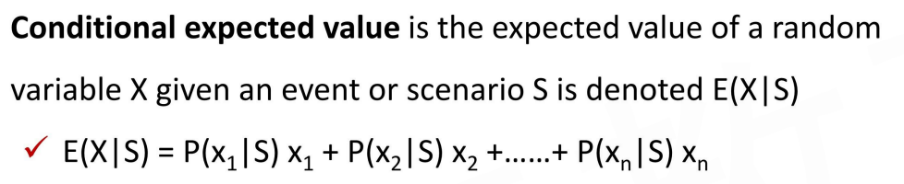 Conditional expected value is the expected value of a random
variable X given an event or scenario S is denoted E(X|S)
✓ E(X|S) = P(x₁|S) x₁ + P(x₂|S) x₂ +......+ P(xₙ|S) xₙ